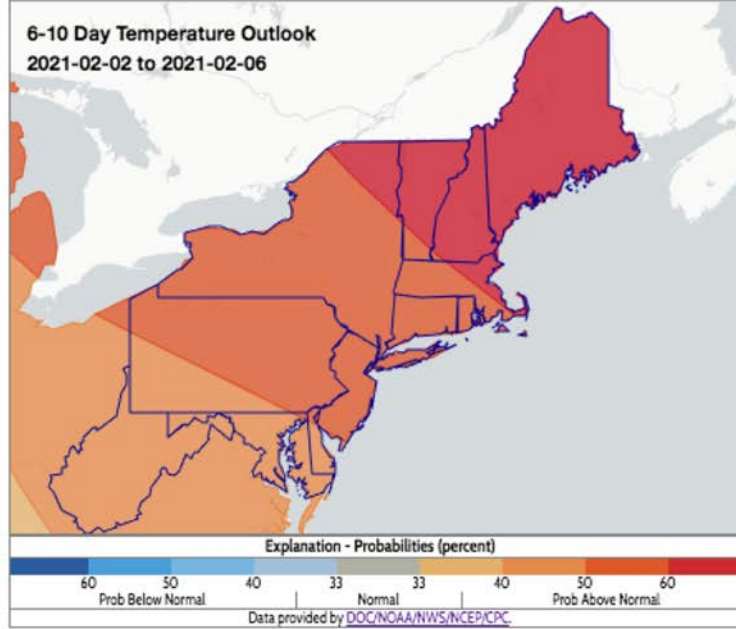 6-10 Day Temperature Outlook
2021-02-02 to 2021-02-06
Explanation - Probabilities (percent)
60 50 40 33 33 40 50 60
Prob Below Normal | Normal | Prob Above Normal
Data provided by DOC/NOAA/NWS/NCEP/CPC.